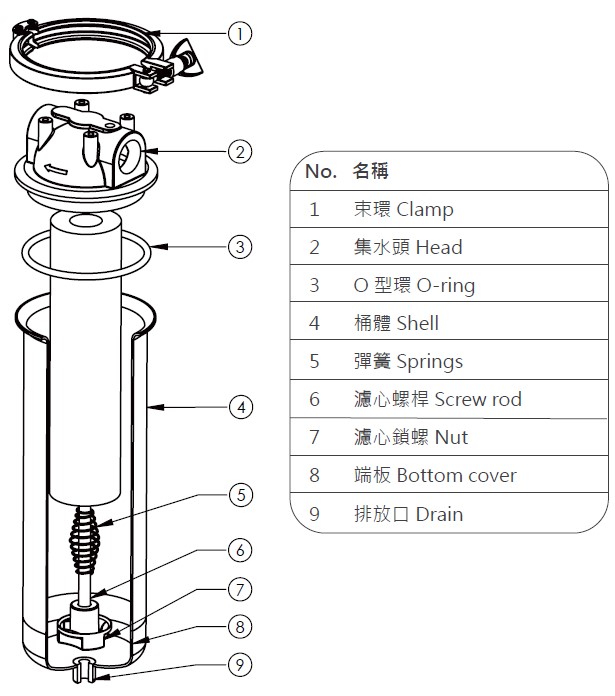 1
2
3
4
5
6
7
8
9
No. 名稱
1 束環 Clamp
2 集水頭 Head
3 O 型環 O-ring
4 桶體 Shell
5 彈簧 Springs
6 濾心螺桿 Screw rod
7 濾心鎖螺 Nut
8 端板 Bottom cover
9 排放口 Drain